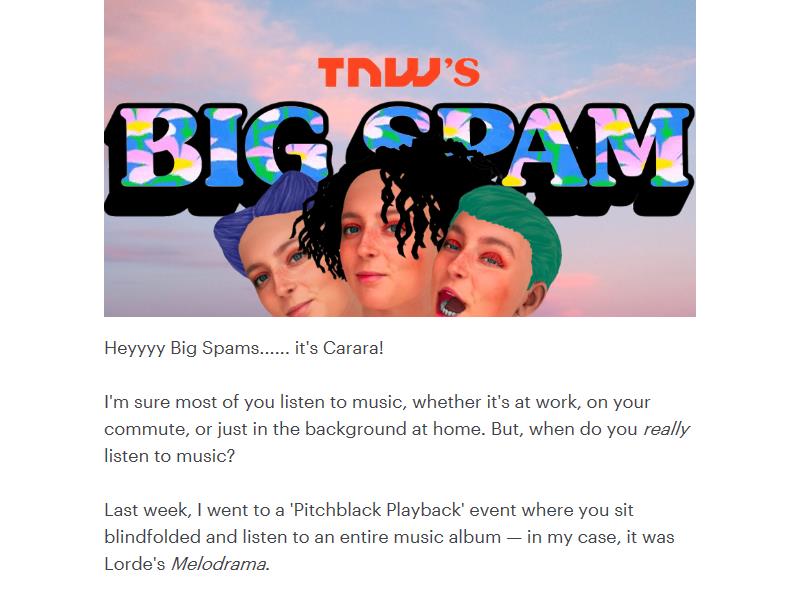 TNW'S
BIG SPAM
Heyyyy Big Spams...... it's Carara!
I'm sure most of you listen to music, whether it's at work, on your
commute, or just in the background at home. But, when do you really
listen to music?
Last week, I went to a 'Pitchblack Playback' event where you sit
blindfolded and listen to an entire music album — in my case, it was
Lorde's Melodrama.